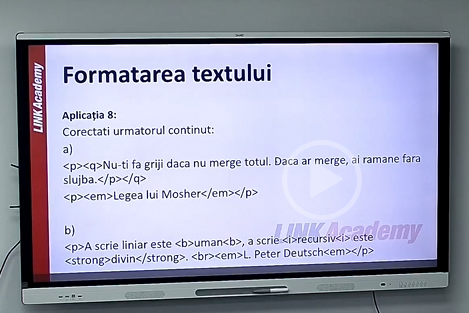 LINKAcademy
Formatarea textului
Aplicația 8:
Corectati urmatorul continut:
a)
<p><q>Nu-ti fa griji daca nu merge totul. Daca ar merge, ai ramane fara
slujba.</p></q>
<p><em>Legea lui Mosher</em></p>
LINKAcademy
b)
<p>A scrie liniar este <b>uman<b>, a scrie <i>recursiv<i> este
<strong>divin</strong>. <br><em>L. Peter Deutsch<em></p>